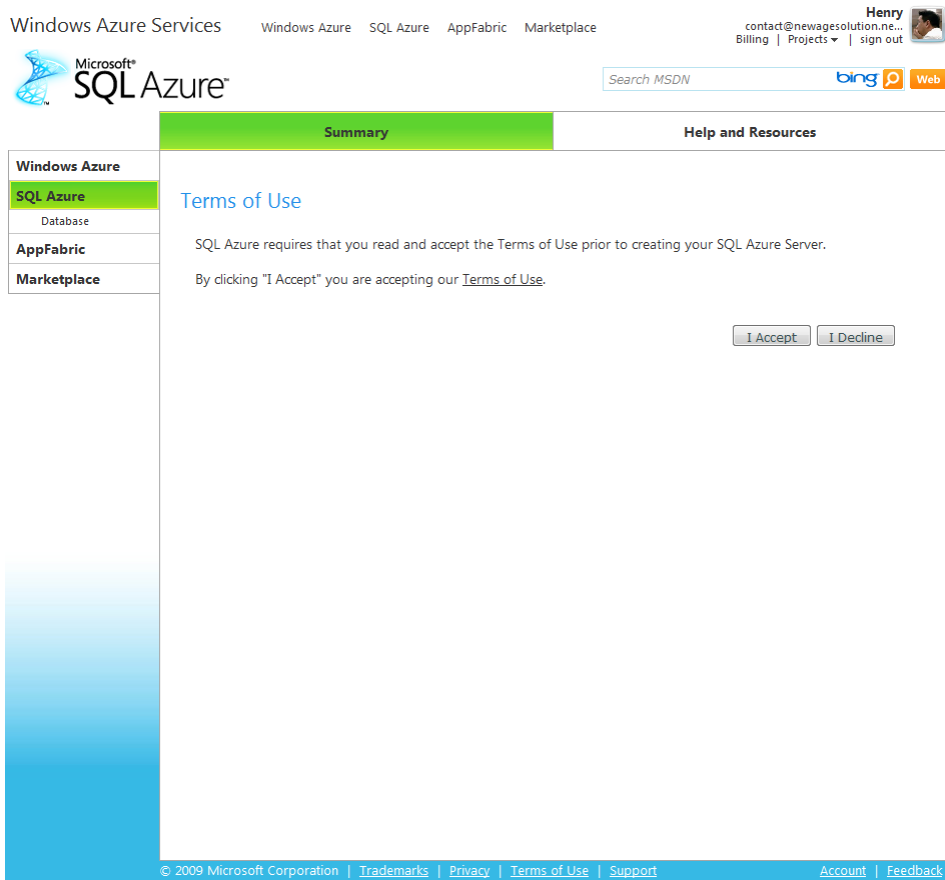 Windows Azure Services
Windows Azure SQL Azure AppFabric Marketplace
Henry
contact@newagesolution.ne...
Billing | Projects | sign out
Microsoft®
SQL Azure™
Search MSDN
bing
Web
Summary
Help and Resources
Windows Azure
SQL Azure
Database
AppFabric
Marketplace
Terms of Use
SQL Azure requires that you read and accept the Terms of Use prior to creating your SQL Azure Server.
By clicking "I Accept" you are accepting our Terms of Use.
I Accept
I Decline
© 2009 Microsoft Corporation | Trademarks | Privacy | Terms of Use | Support
Account | Feedback